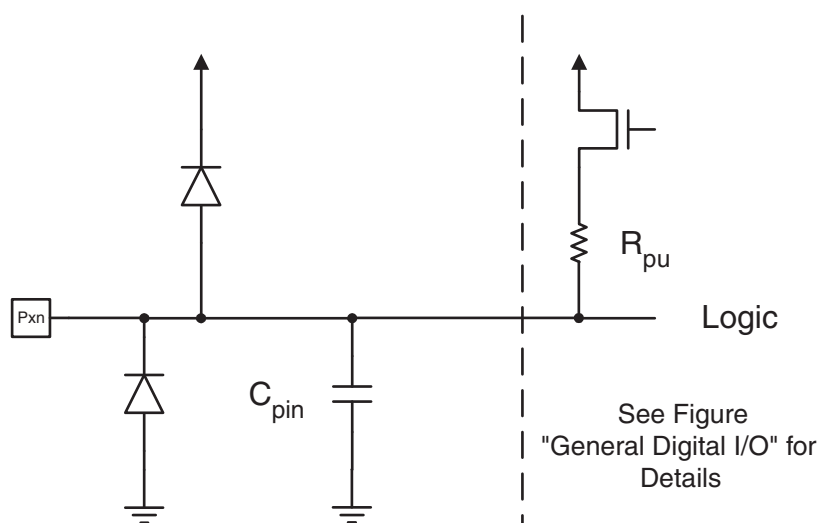 R
pu
Pxn
Logic
C
pin
See Figure
"General Digital I/O" for
Details